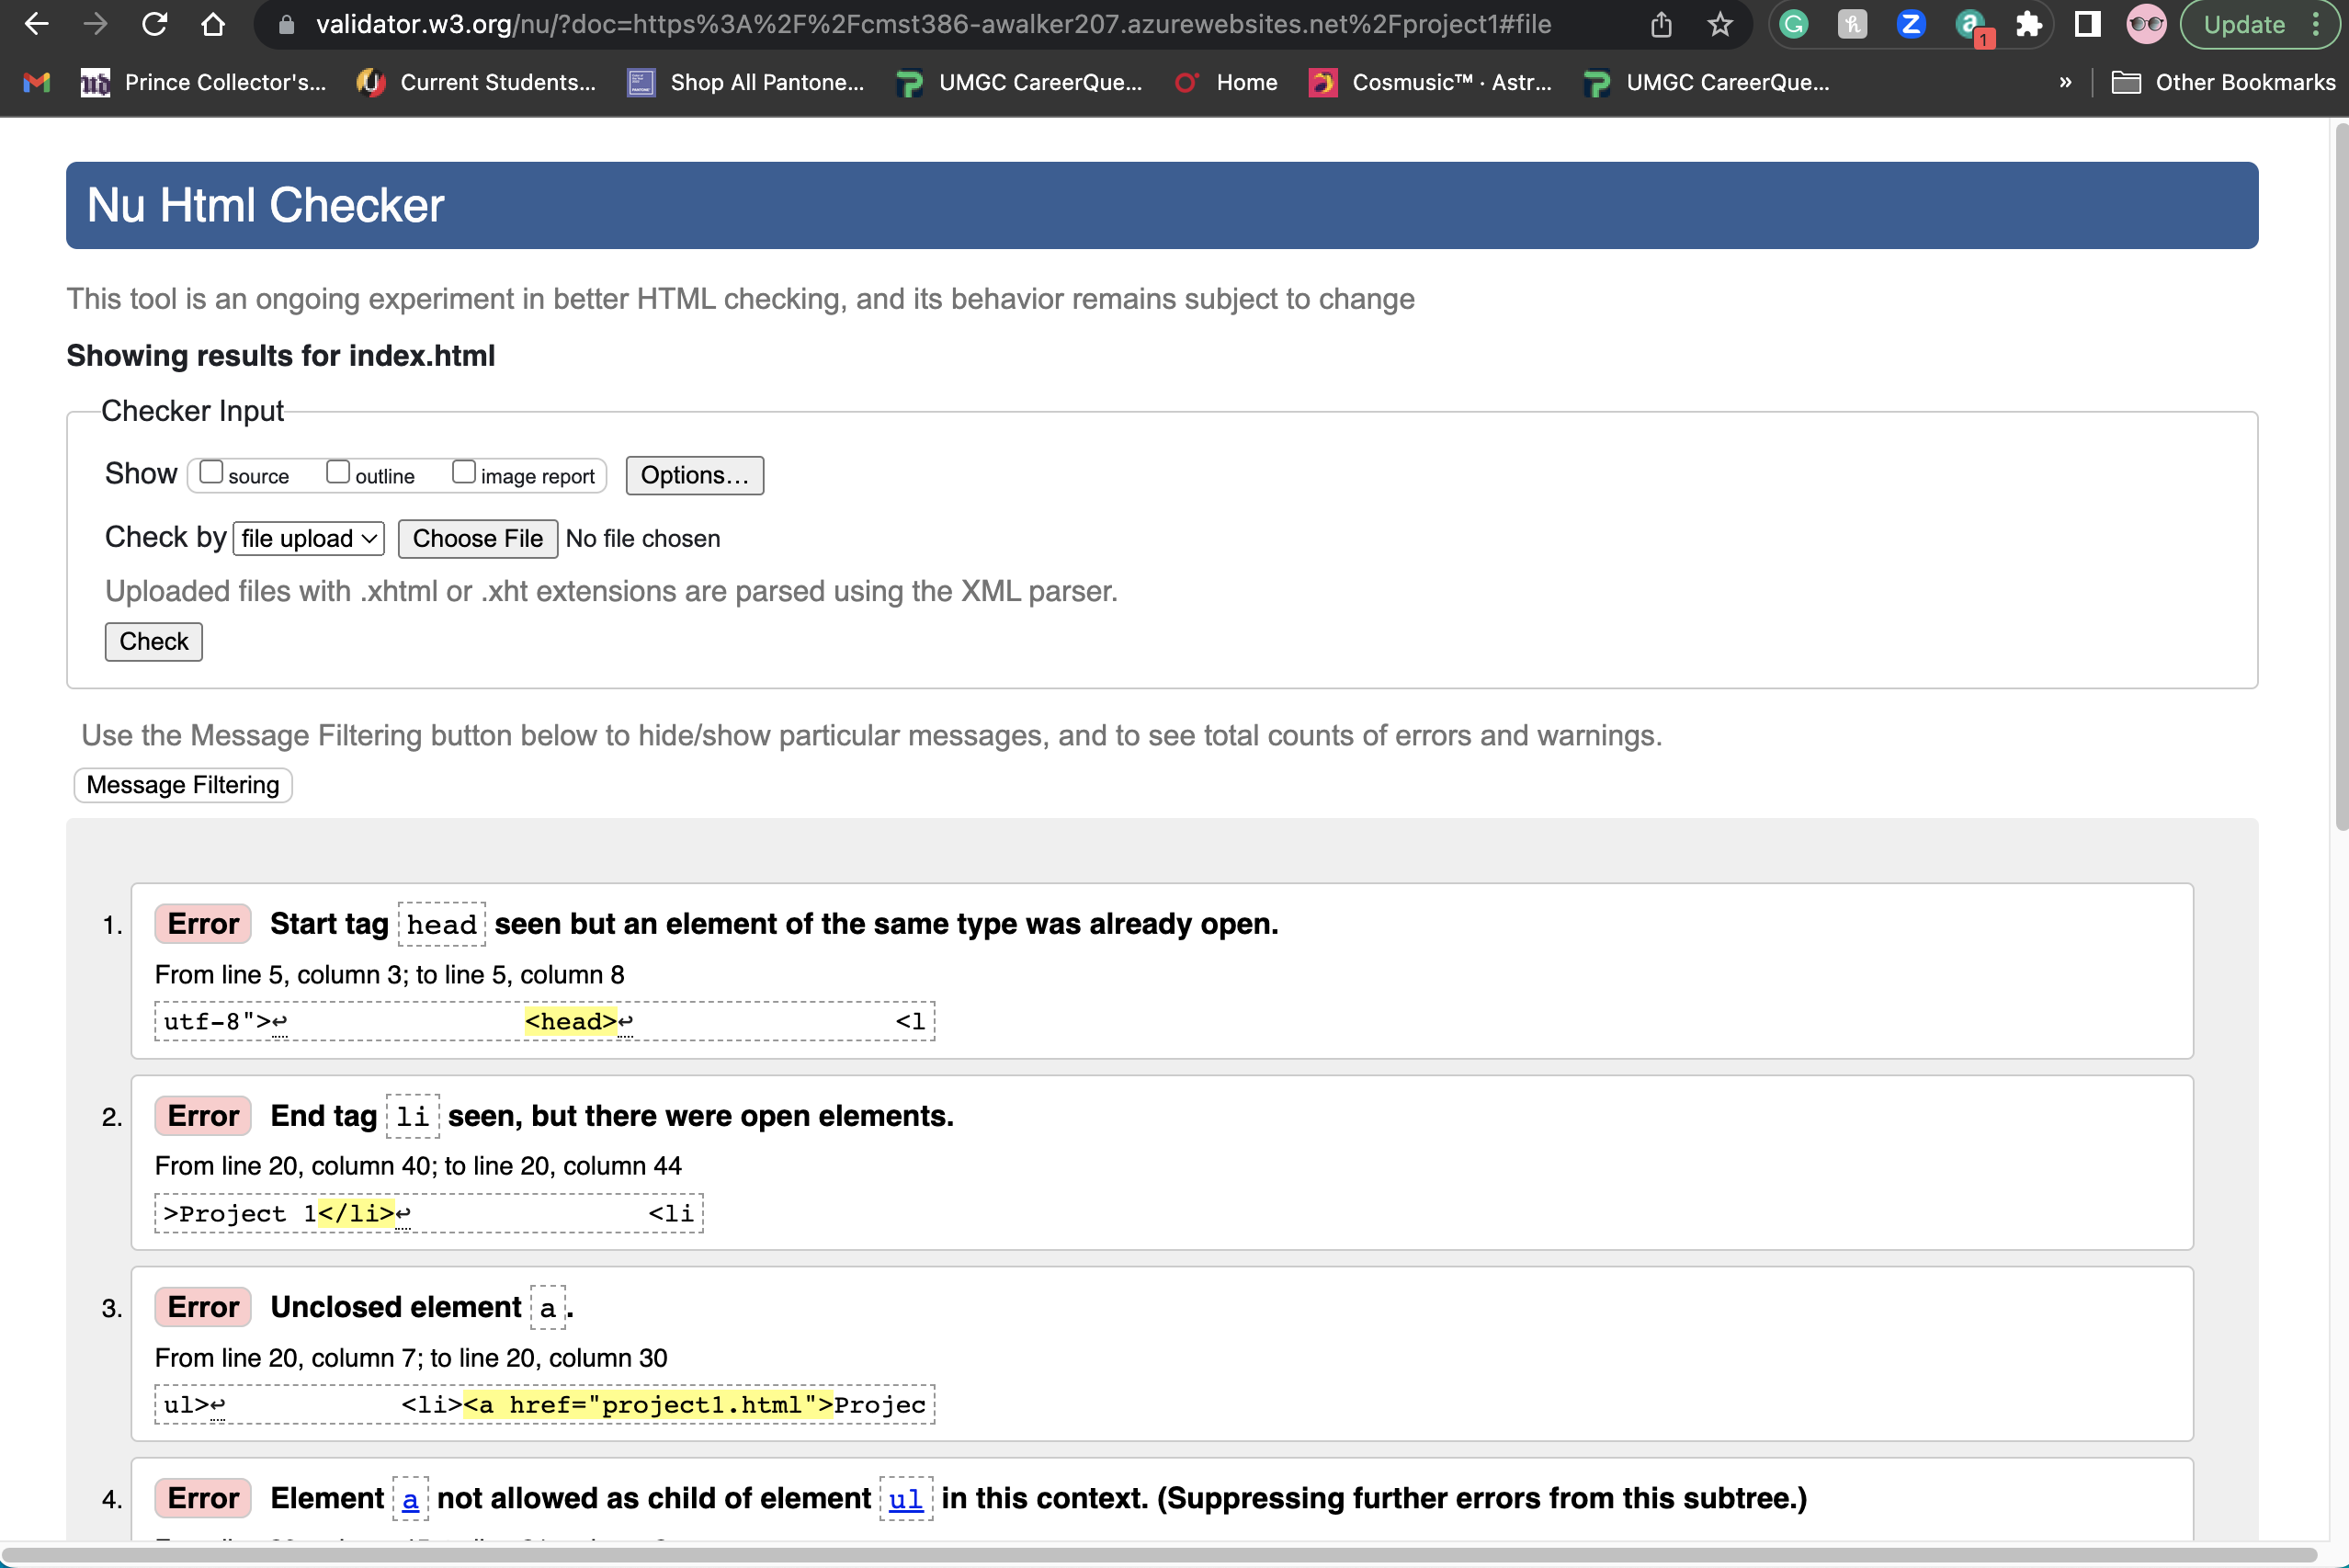 validator.w3.org/nu/?doc=https%3A%2F%2Fcmst386-awalker207.azurewebsites.net%2Fproject1#file
1
Update
Prince Collector's...
Current Students...
Shop All Pantone...
UMGC CareerQue...
Home
Cosmusic™ · Astr...
UMGC CareerQue...
»
Other Bookmarks
Nu Html Checker
This tool is an ongoing experiment in better HTML checking, and its behavior remains subject to change
Showing results for index.html
Checker Input
Show source outline image report Options...
Check by file upload Choose File No file chosen
Uploaded files with .xhtml or .xht extensions are parsed using the XML parser.
Check
Use the Message Filtering button below to hide/show particular messages, and to see total counts of errors and warnings.
Message Filtering
1. Error Start tag head seen but an element of the same type was already open.
From line 5, column 3; to line 5, column 8
utf-8">↩ <head>↩ <l
2. Error End tag li seen, but there were open elements.
From line 20, column 40; to line 20, column 44
>Project 1</li>↩ <li
3. Error Unclosed element a.
From line 20, column 7; to line 20, column 30
ul>↩ <li><a href="project1.html">Projec
4. Error Element a not allowed as child of element ul in this context. (Suppressing further errors from this subtree.)